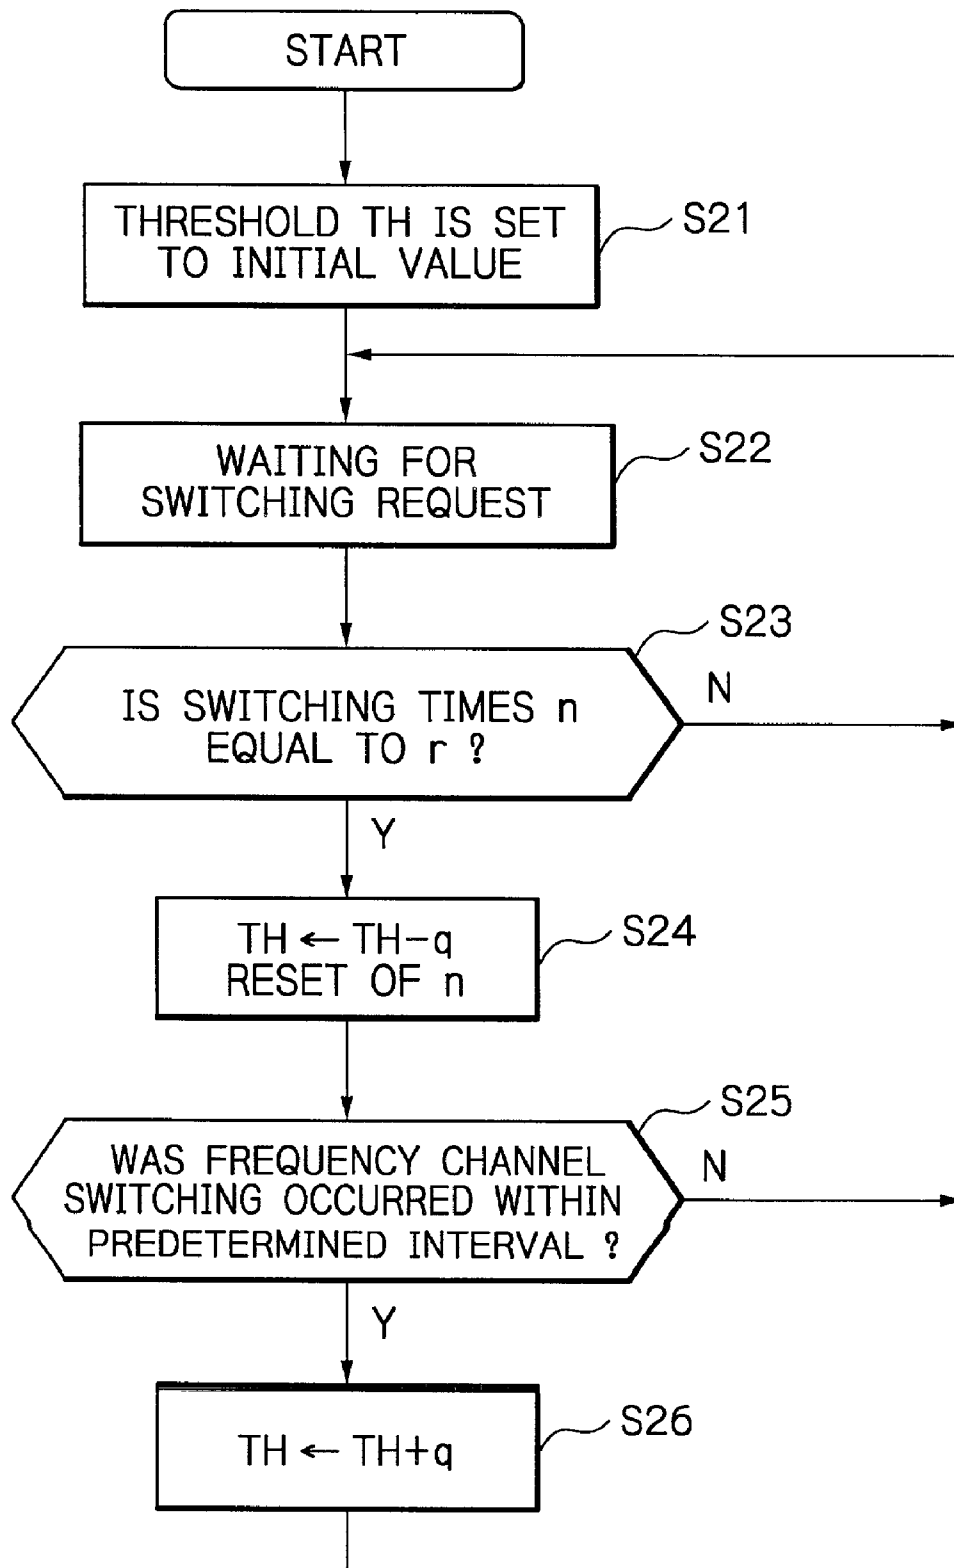 START
THRESHOLD TH IS SET
TO INITIAL VALUE
S21
WAITING FOR
SWITCHING REQUEST
S22
IS SWITCHING TIMES n
EQUAL TO r ?
S23
N
Y
TH ← TH−q
RESET OF n
S24
WAS FREQUENCY CHANNEL
SWITCHING OCCURRED WITHIN
PREDETERMINED INTERVAL ?
S25
N
Y
TH ← TH+q
S26